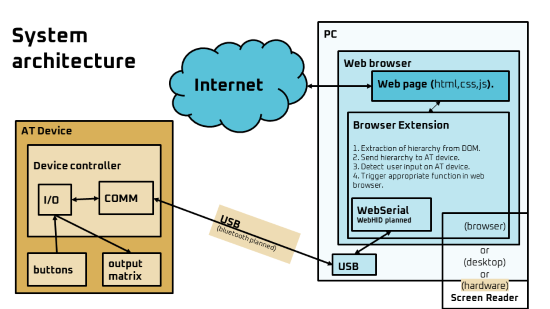 System
architecture
Internet
PC
Web browser
Web page (html,css,js).
Browser Extension
1. Extraction of hierarchy from DOM.
2. Send hierarchy to AT device.
3. Detect user input on AT device.
4. Trigger appropriate function in web
browser.
WebSerial
WebHID planned
USB
(browser)
or
(desktop)
or
(hardware)
Screen Reader
AT Device
Device controller
I/O
COMM
buttons
output
matrix
USB
(bluetooth planned)